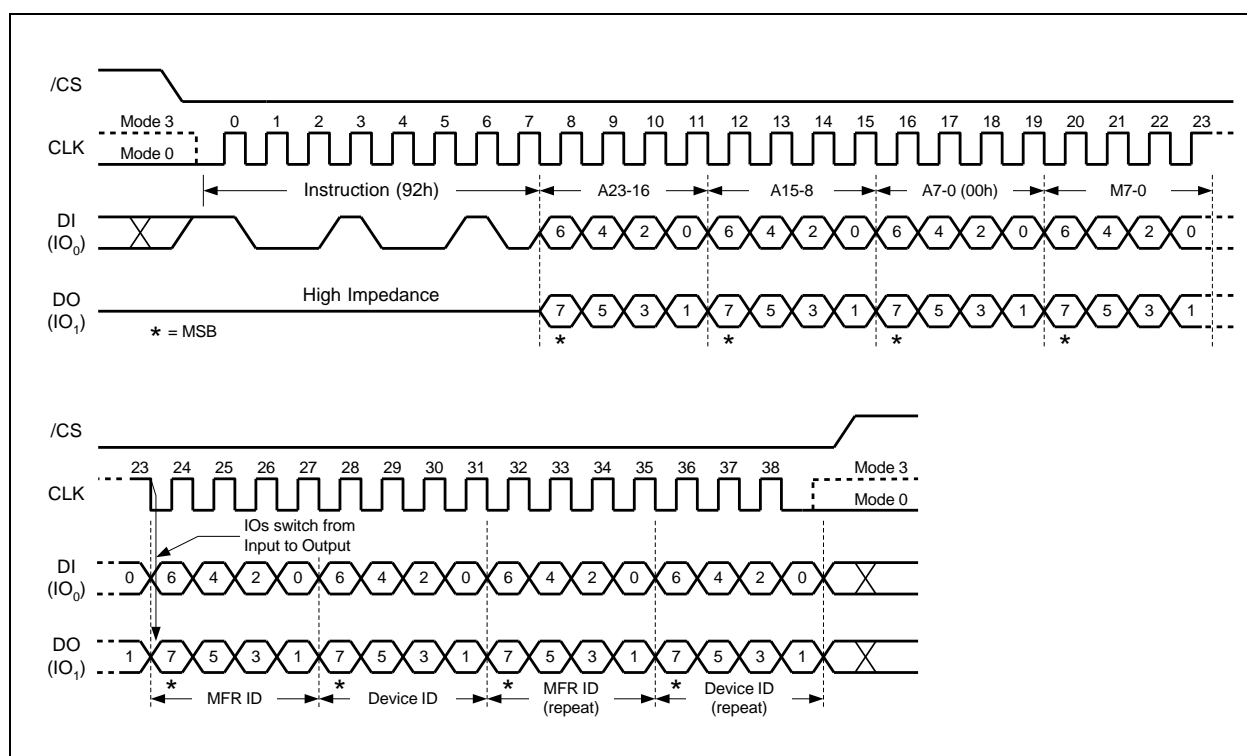 /CS
Mode 3 0 1 2 3 4 5 6 7 8 9 10 11 12 13 14 15 16 17 18 19 20 21 22 23
CLK
Mode 0
Instruction (92h) A23-16 A15-8 A7-0 (00h) M7-0
DI
(IO0)
6 4 2 0 6 4 2 0 6 4 2 0 6 4 2 0
High Impedance
DO
(IO1)
7 5 3 1 7 5 3 1 7 5 3 1 7 5 3 1
* = MSB
* * * *
/CS
23 24 25 26 27 28 29 30 31 32 33 34 35 36 37 38 Mode 3
CLK
Mode 0
IOs switch from
Input to Output
DI
(IO0)
0 6 4 2 0 6 4 2 0 6 4 2 0 6 4 2 0
DO
(IO1)
1 7 5 3 1 7 5 3 1 7 5 3 1 7 5 3 1
* * * *
MFR ID Device ID MFR ID
(repeat)
Device ID
(repeat)